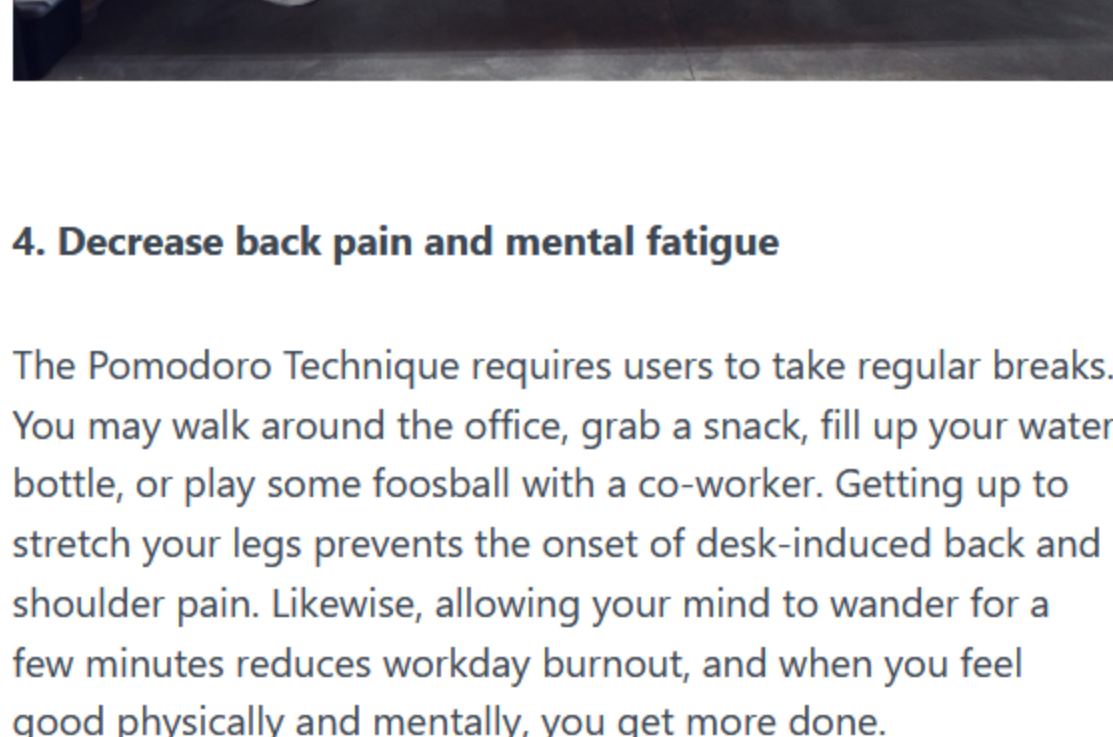 4. Decrease back pain and mental fatigue
The Pomodoro Technique requires users to take regular breaks.
You may walk around the office, grab a snack, fill up your water
bottle, or play some foosball with a co-worker. Getting up to
stretch your legs prevents the onset of desk-induced back and
shoulder pain. Likewise, allowing your mind to wander for a
few minutes reduces workday burnout, and when you feel
good physically and mentally, you get more done.